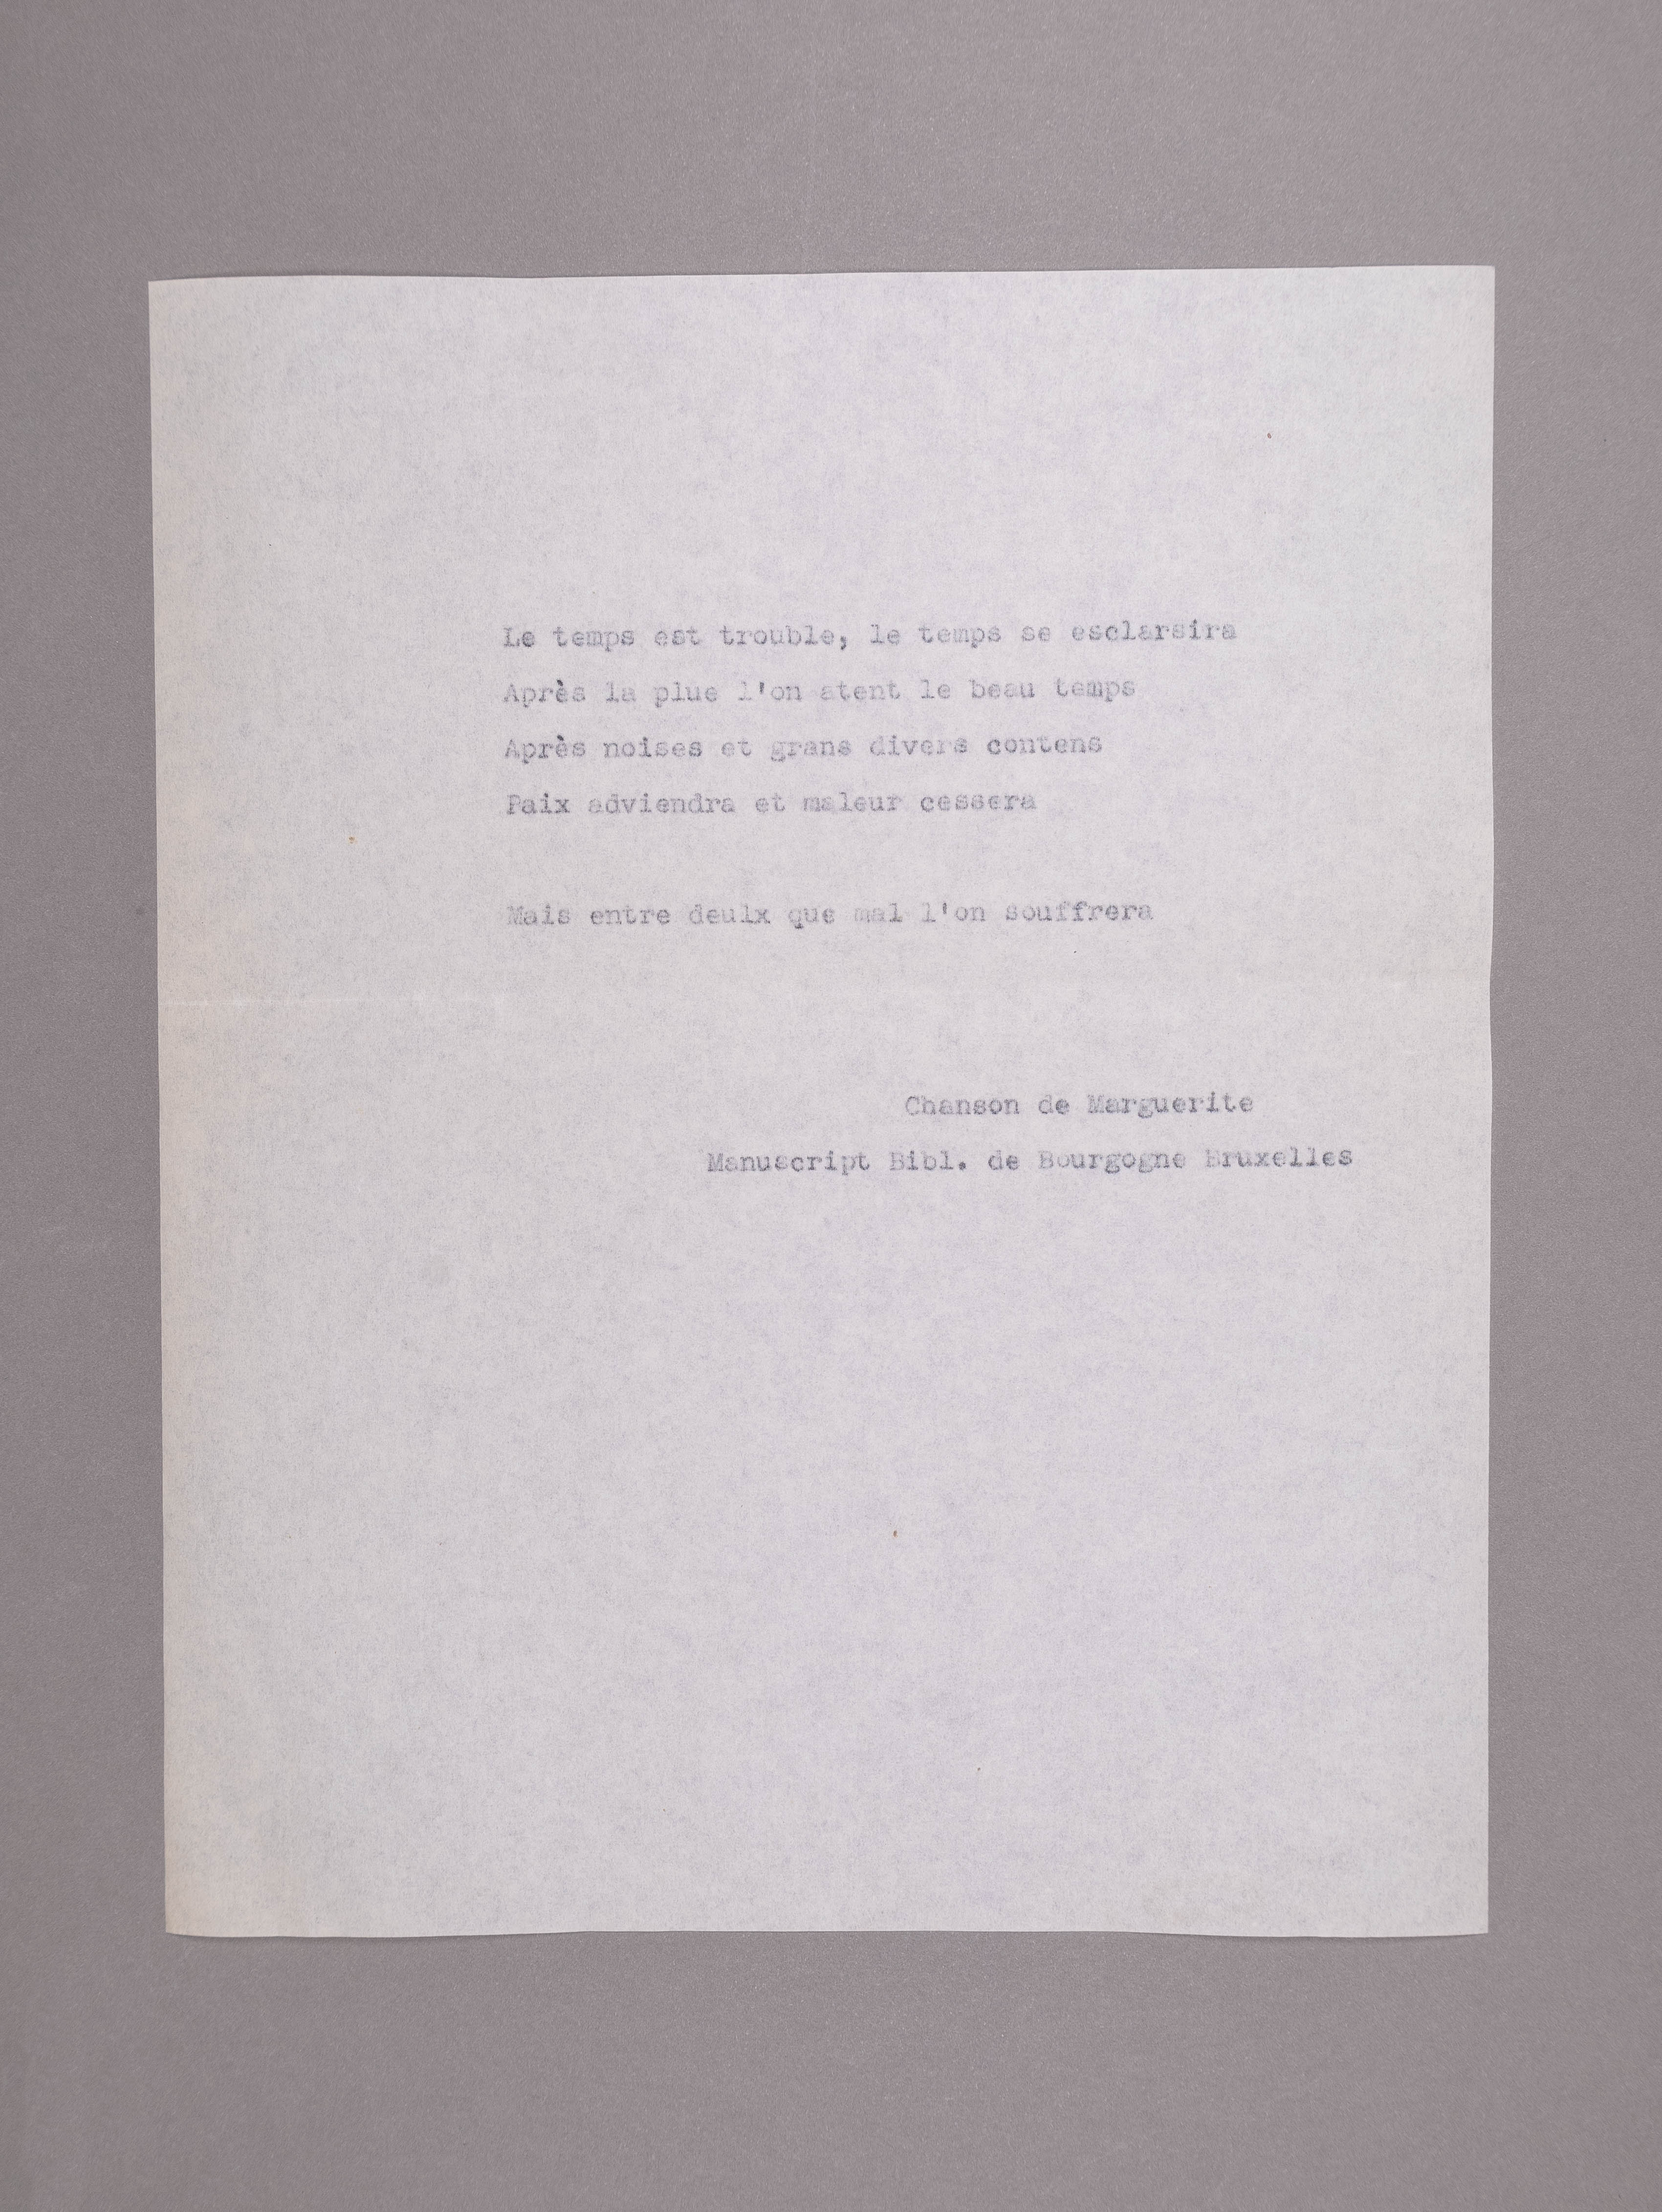 Le temps est trouble, le temps se esclarsira
Après la plue l'on atent le beau temps
Après noises et grans divers contens
Paix adviendra et maleur cessera
Mais entre deulx que mal l'on souffrera
Chanson de Marguerite
Manuscript Bibl. de Bourgogne Bruxelles